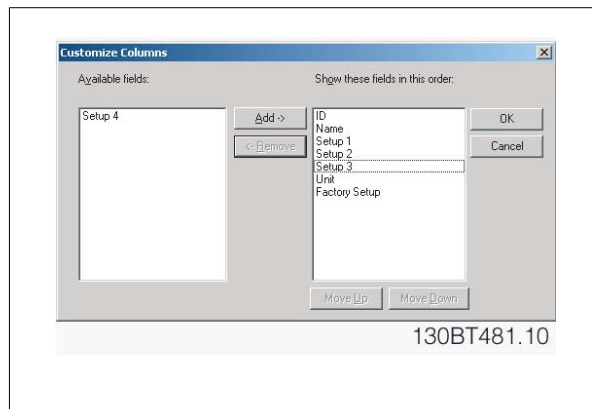 Customize Columns
Available fields:
Show these fields in this order:
Setup 4
Add ->
<- Remove
ID
Name
Setup 1
Setup 2
Setup 3
Unit
Factory Setup
OK
Cancel
Move Up
Move Down
130BT481.10